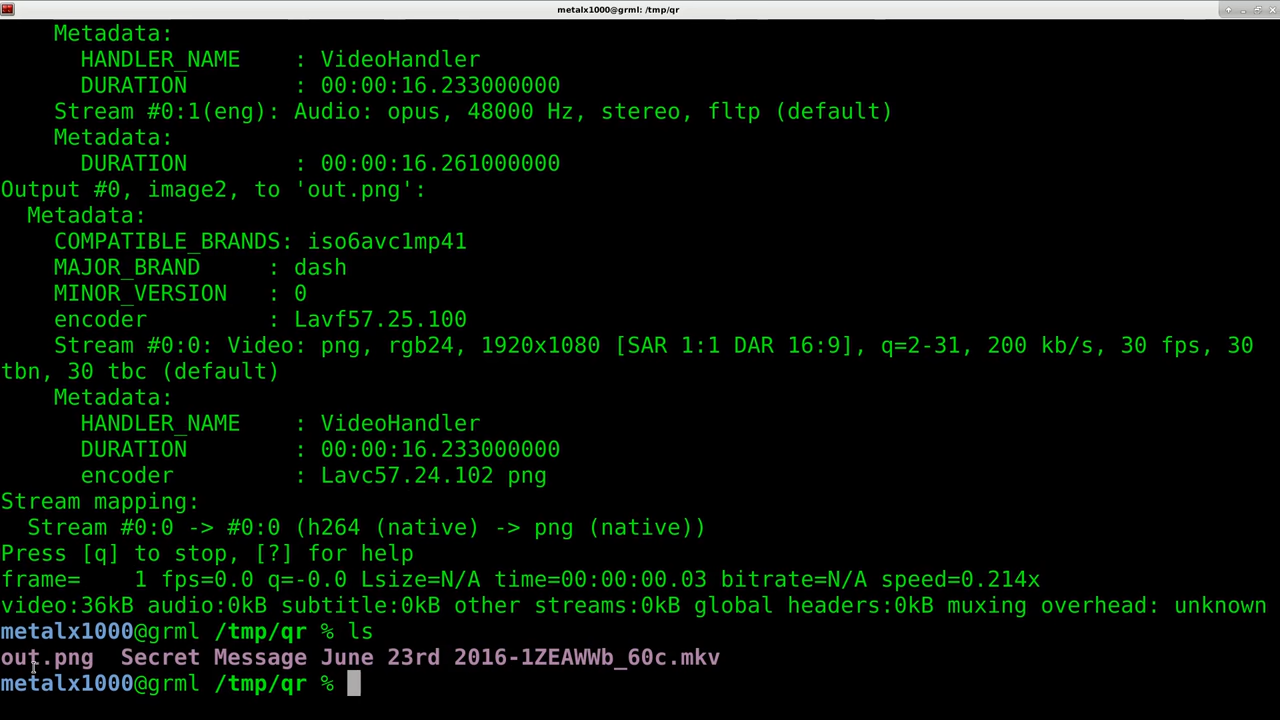 metalx1000@grml: /tmp/qr
Metadata:
HANDLER_NAME    : VideoHandler
DURATION        : 00:00:16.233000000
Stream #0:1(eng): Audio: opus, 48000 Hz, stereo, fltp (default)
Metadata:
DURATION        : 00:00:16.261000000
Output #0, image2, to 'out.png':
Metadata:
COMPATIBLE_BRANDS: iso6avc1mp41
MAJOR_BRAND     : dash
MINOR_VERSION   : 0
encoder         : Lavf57.25.100
Stream #0:0: Video: png, rgb24, 1920x1080 [SAR 1:1 DAR 16:9], q=2-31, 200 kb/s, 30 fps, 30
tbn, 30 tbc (default)
Metadata:
HANDLER_NAME    : VideoHandler
DURATION        : 00:00:16.233000000
encoder         : Lavc57.24.102 png
Stream mapping:
Stream #0:0 -> #0:0 (h264 (native) -> png (native))
Press [q] to stop, [?] for help
frame=    1 fps=0.0 q=-0.0 Lsize=N/A time=00:00:00.03 bitrate=N/A speed=0.214x
video:36kB audio:0kB subtitle:0kB other streams:0kB global headers:0kB muxing overhead: unknown
metalx1000@grml /tmp/qr % ls
out.png  Secret Message June 23rd 2016-1ZEAWWb_60c.mkv
metalx1000@grml /tmp/qr %